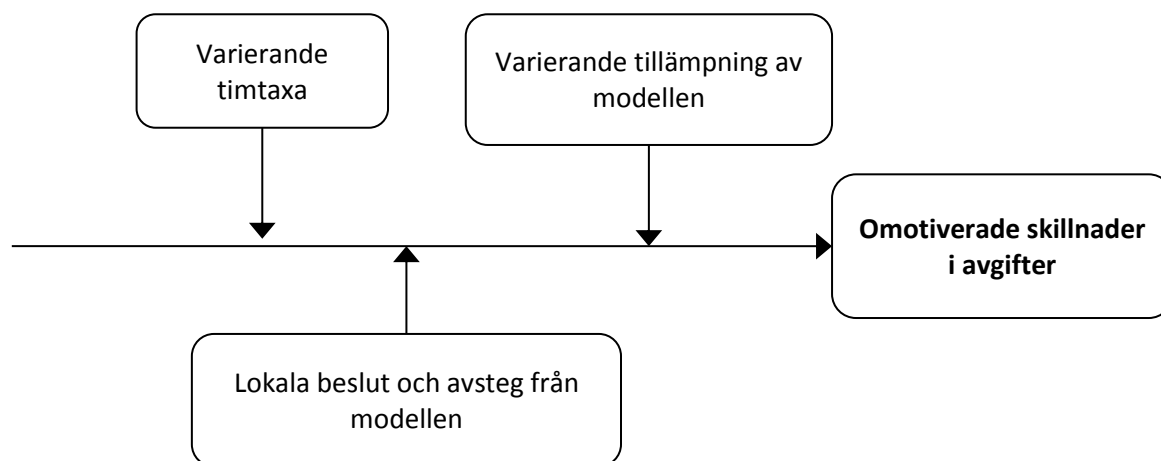 Varierande
timtaxa
Varierande tillämpning av
modellen
Omotiverade skillnader
i avgifter
Lokala beslut och avsteg från
modellen